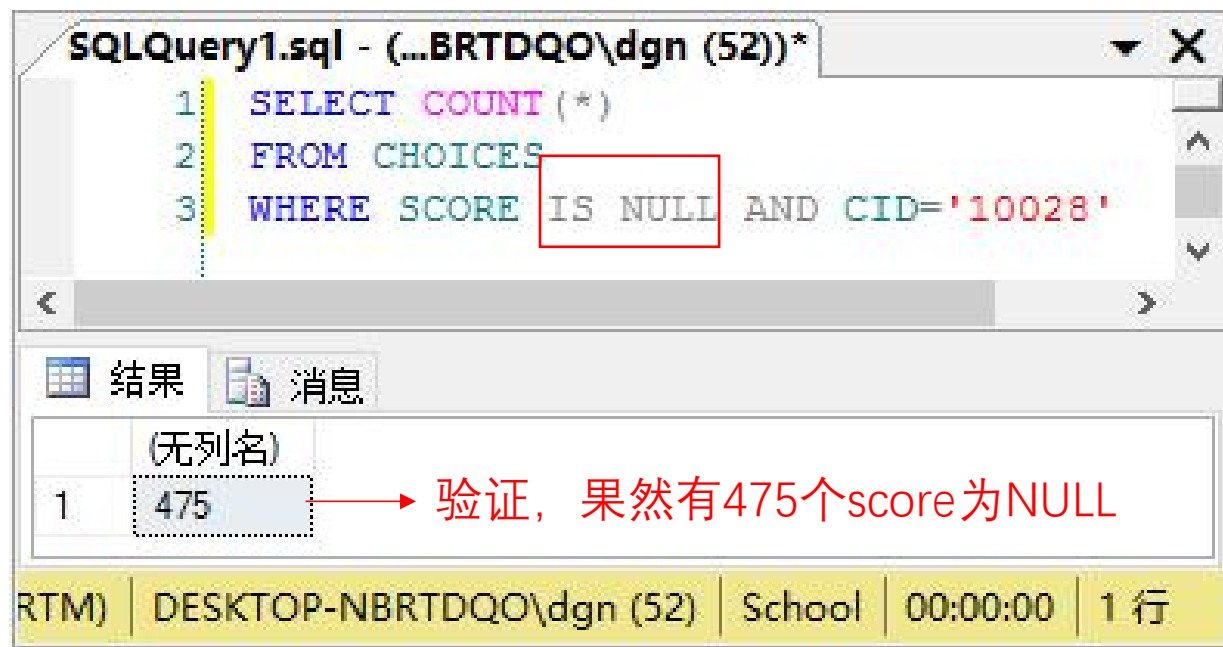 SQLQuery1.sql - (...BRTDQO\dgn (52))*
1 SELECT COUNT(*)
2 FROM CHOICES
3 WHERE SCORE IS NULL AND CID='10028'
结果 消息
(无列名)
1 475 验证，果然有475个score为NULL
RTM) DESKTOP-NBRTDQO\dgn (52) School 00:00:00 1 行